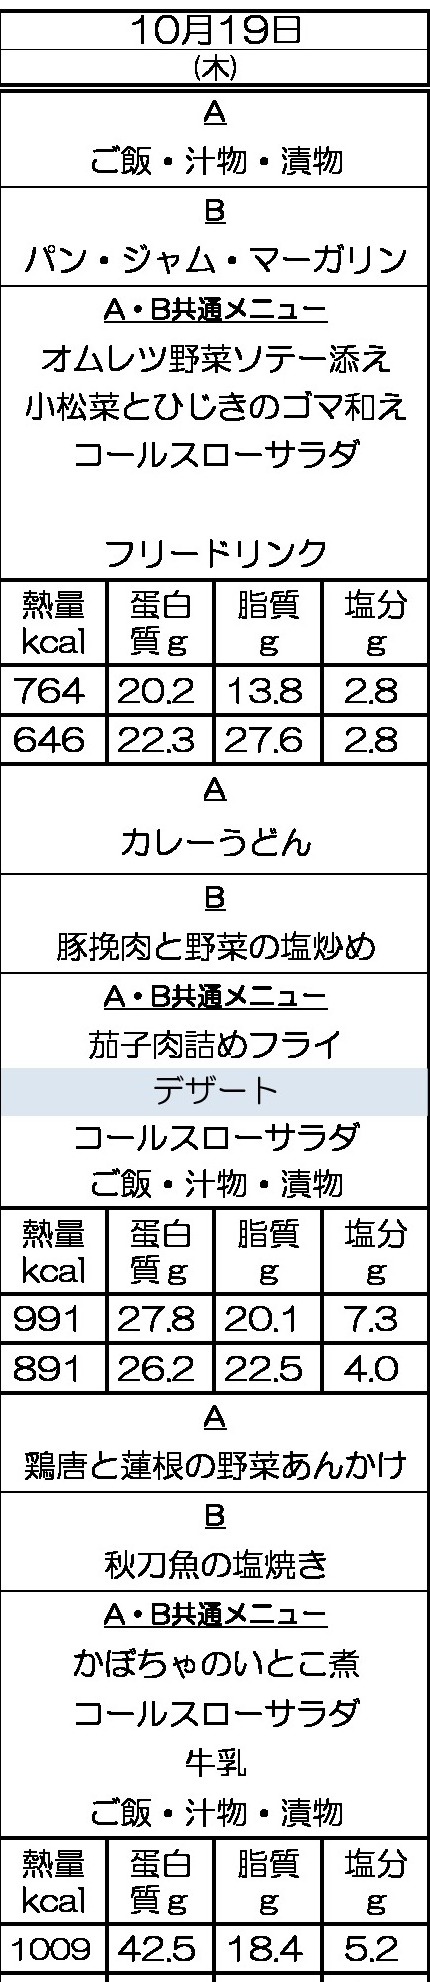 10月19日
(木)
A
ご飯・汁物・漬物
B
パン・ジャム・マーガリン
A・B共通メニュー
オムレツ野菜ソテー添え
小松菜とひじきのゴマ和え
コールスローサラダ
フリードリンク
熱量 蛋白 脂質 塩分
kcal 質g g g
764 20.2 13.8 2.8
646 22.3 27.6 2.8
A
カレーうどん
B
豚挽肉と野菜の塩炒め
A・B共通メニュー
茄子肉詰めフライ
デザート
コールスローサラダ
ご飯・汁物・漬物
熱量 蛋白 脂質 塩分
kcal 質g g g
991 27.8 20.1 7.3
891 26.2 22.5 4.0
A
鶏唐と蓮根の野菜あんかけ
B
秋刀魚の塩焼き
A・B共通メニュー
かぼちゃのいとこ煮
コールスローサラダ
牛乳
ご飯・汁物・漬物
熱量 蛋白 脂質 塩分
kcal 質g g g
1009 42.5 18.4 5.2